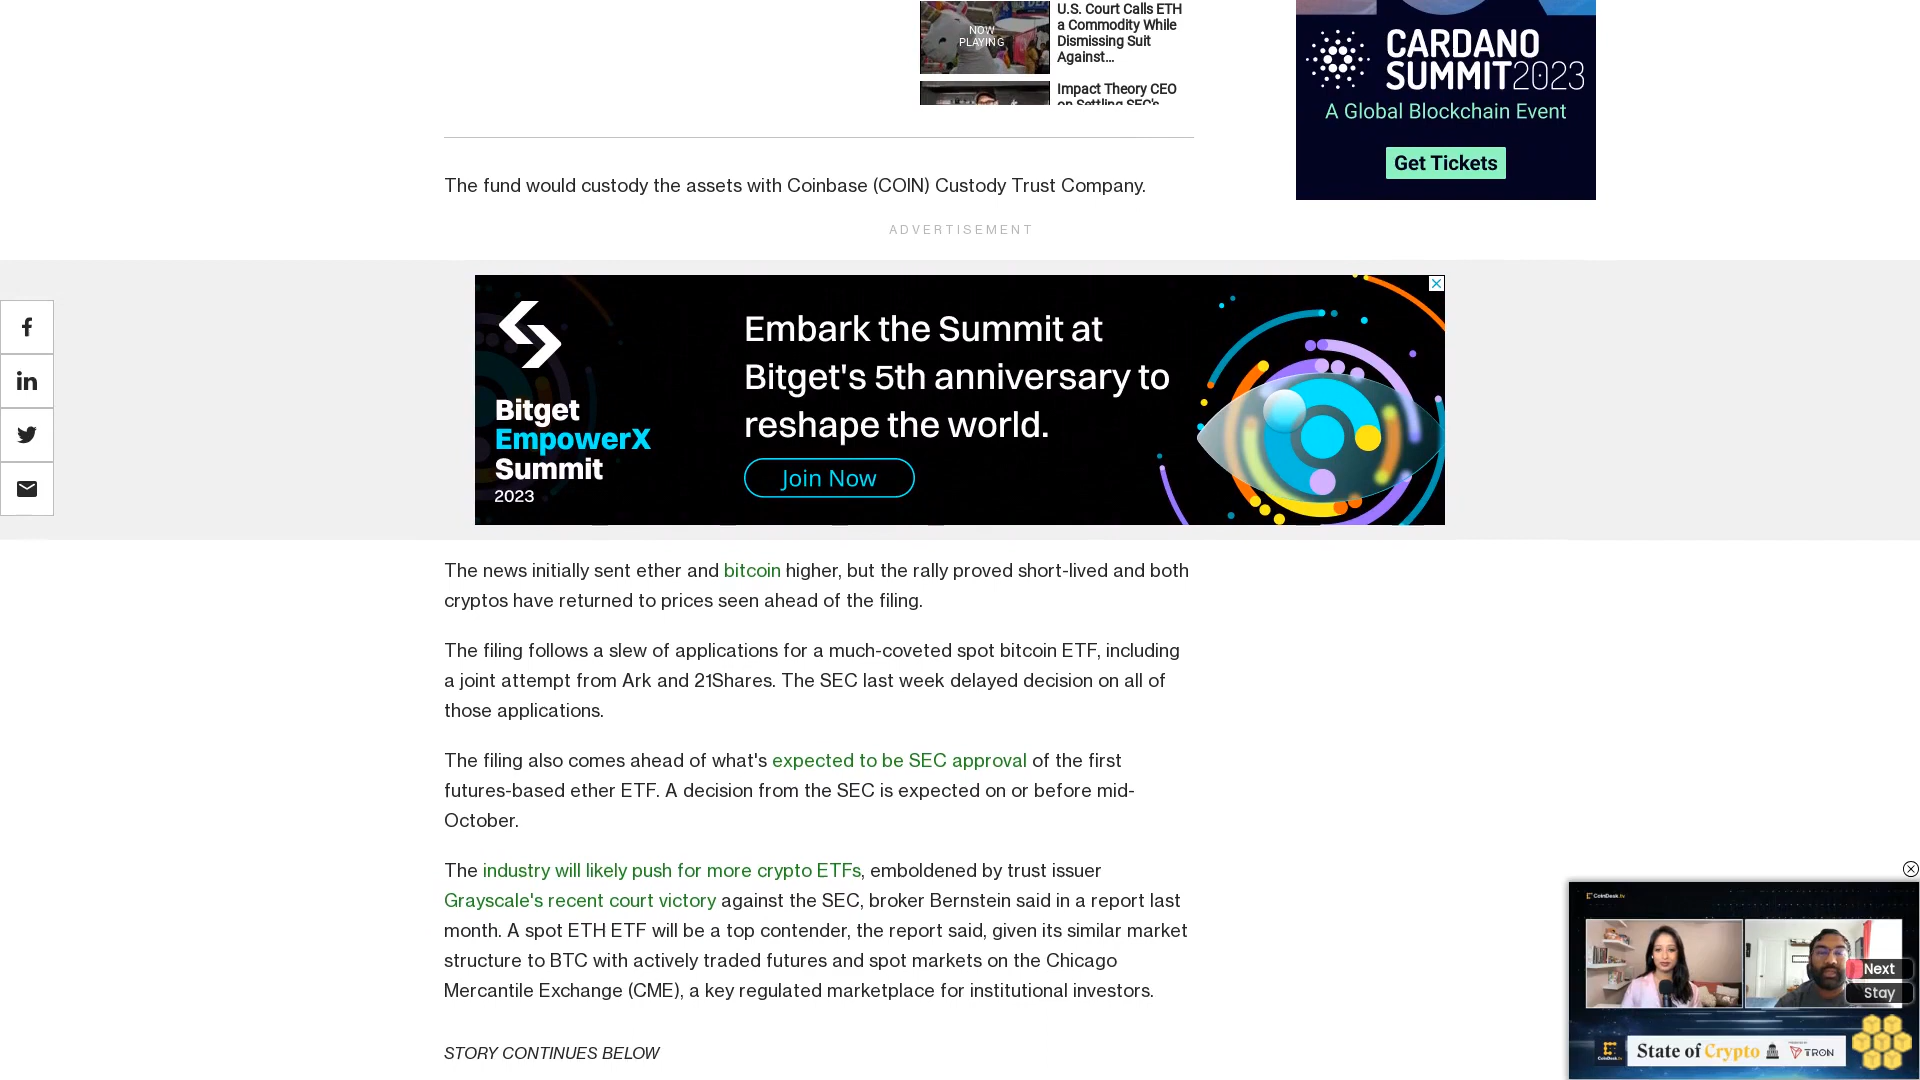 NOW
PLAYING
U.S. Court Calls ETH
a Commodity While
Dismissing Suit
Against...
Impact Theory CEO
on Settling SEC's
CARDANO
SUMMIT2023
A Global Blockchain Event
Get Tickets
The fund would custody the assets with Coinbase (COIN) Custody Trust Company.
ADVERTISEMENT
Bitget
EmpowerX
Summit
2023
Embark the Summit at
Bitget's 5th anniversary to
reshape the world.
Join Now
The news initially sent ether and bitcoin higher, but the rally proved short-lived and both
cryptos have returned to prices seen ahead of the filing.
The filing follows a slew of applications for a much-coveted spot bitcoin ETF, including
a joint attempt from Ark and 21Shares. The SEC last week delayed decision on all of
those applications.
The filing also comes ahead of what's expected to be SEC approval of the first
futures-based ether ETF. A decision from the SEC is expected on or before mid-
October.
The industry will likely push for more crypto ETFs, emboldened by trust issuer
Grayscale's recent court victory against the SEC, broker Bernstein said in a report last
month. A spot ETH ETF will be a top contender, the report said, given its similar market
structure to BTC with actively traded futures and spot markets on the Chicago
Mercantile Exchange (CME), a key regulated marketplace for institutional investors.
STORY CONTINUES BELOW
CoinDesk.tv
Next
Stay
CoinDesk.tv
State of Crypto
TRON